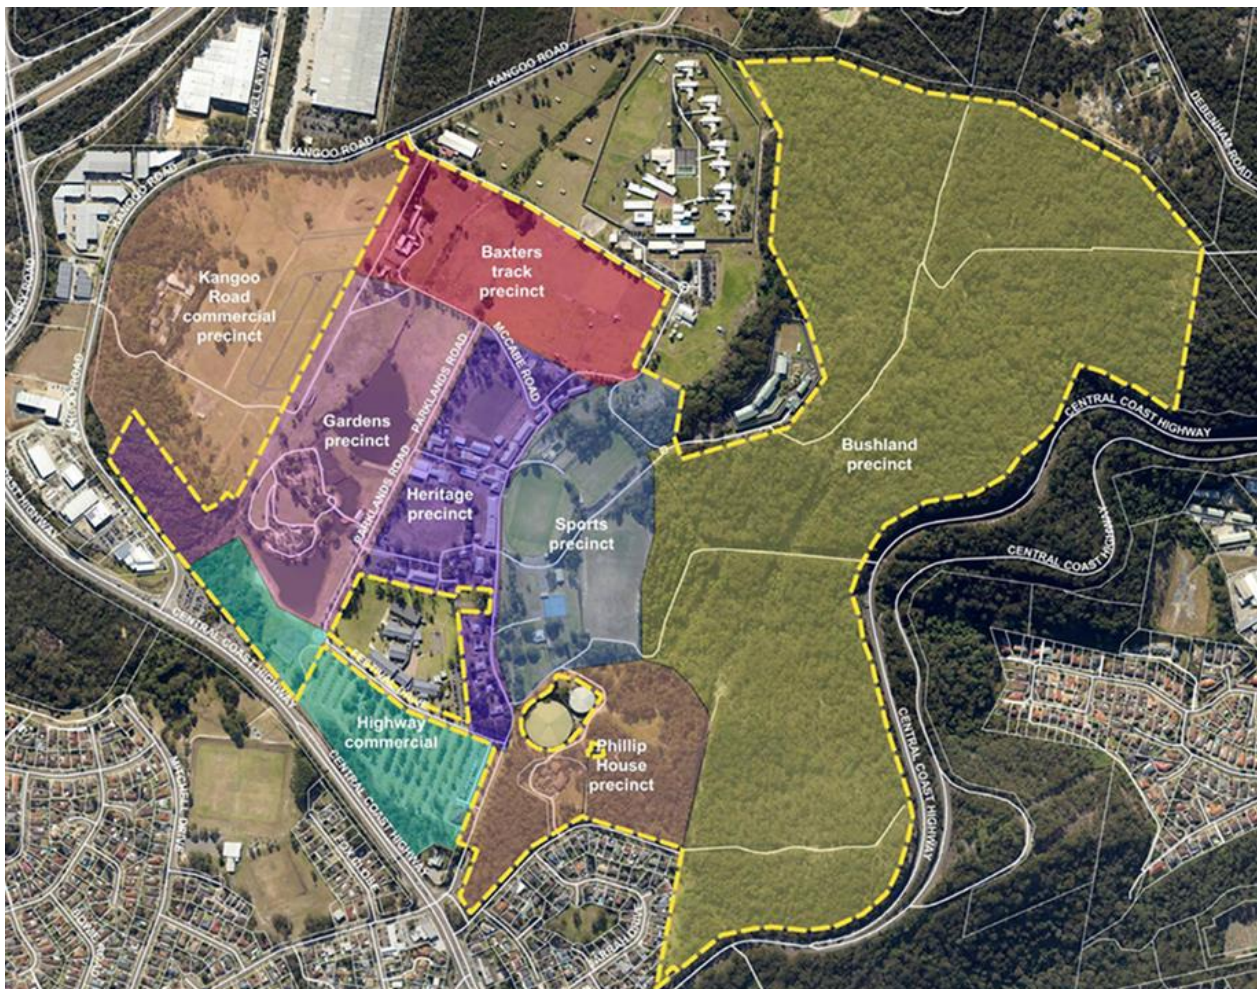 KANGOO ROAD
WELLA WAY
KANGOO ROAD
KANGOO ROAD
DEBENHAM ROAD
Baxters
track
precinct
Kangoo
Road
commercial
precinct
MCCABE ROAD
PARKLANDS ROAD
PARKLANDS ROAD
Gardens
precinct
Heritage
precinct
Sports
precinct
Bushland
precinct
CENTRAL COAST HIGHWAY
CENTRAL COAST HIGHWAY
KANGOO ROAD
COAST HIGHWAY
CENTRAL COAST HIGHWAY
Highway
commercial
Phillip
House
precinct
CENTRAL COAST HIGHWAY
CENTRAL COAST HIGHWAY